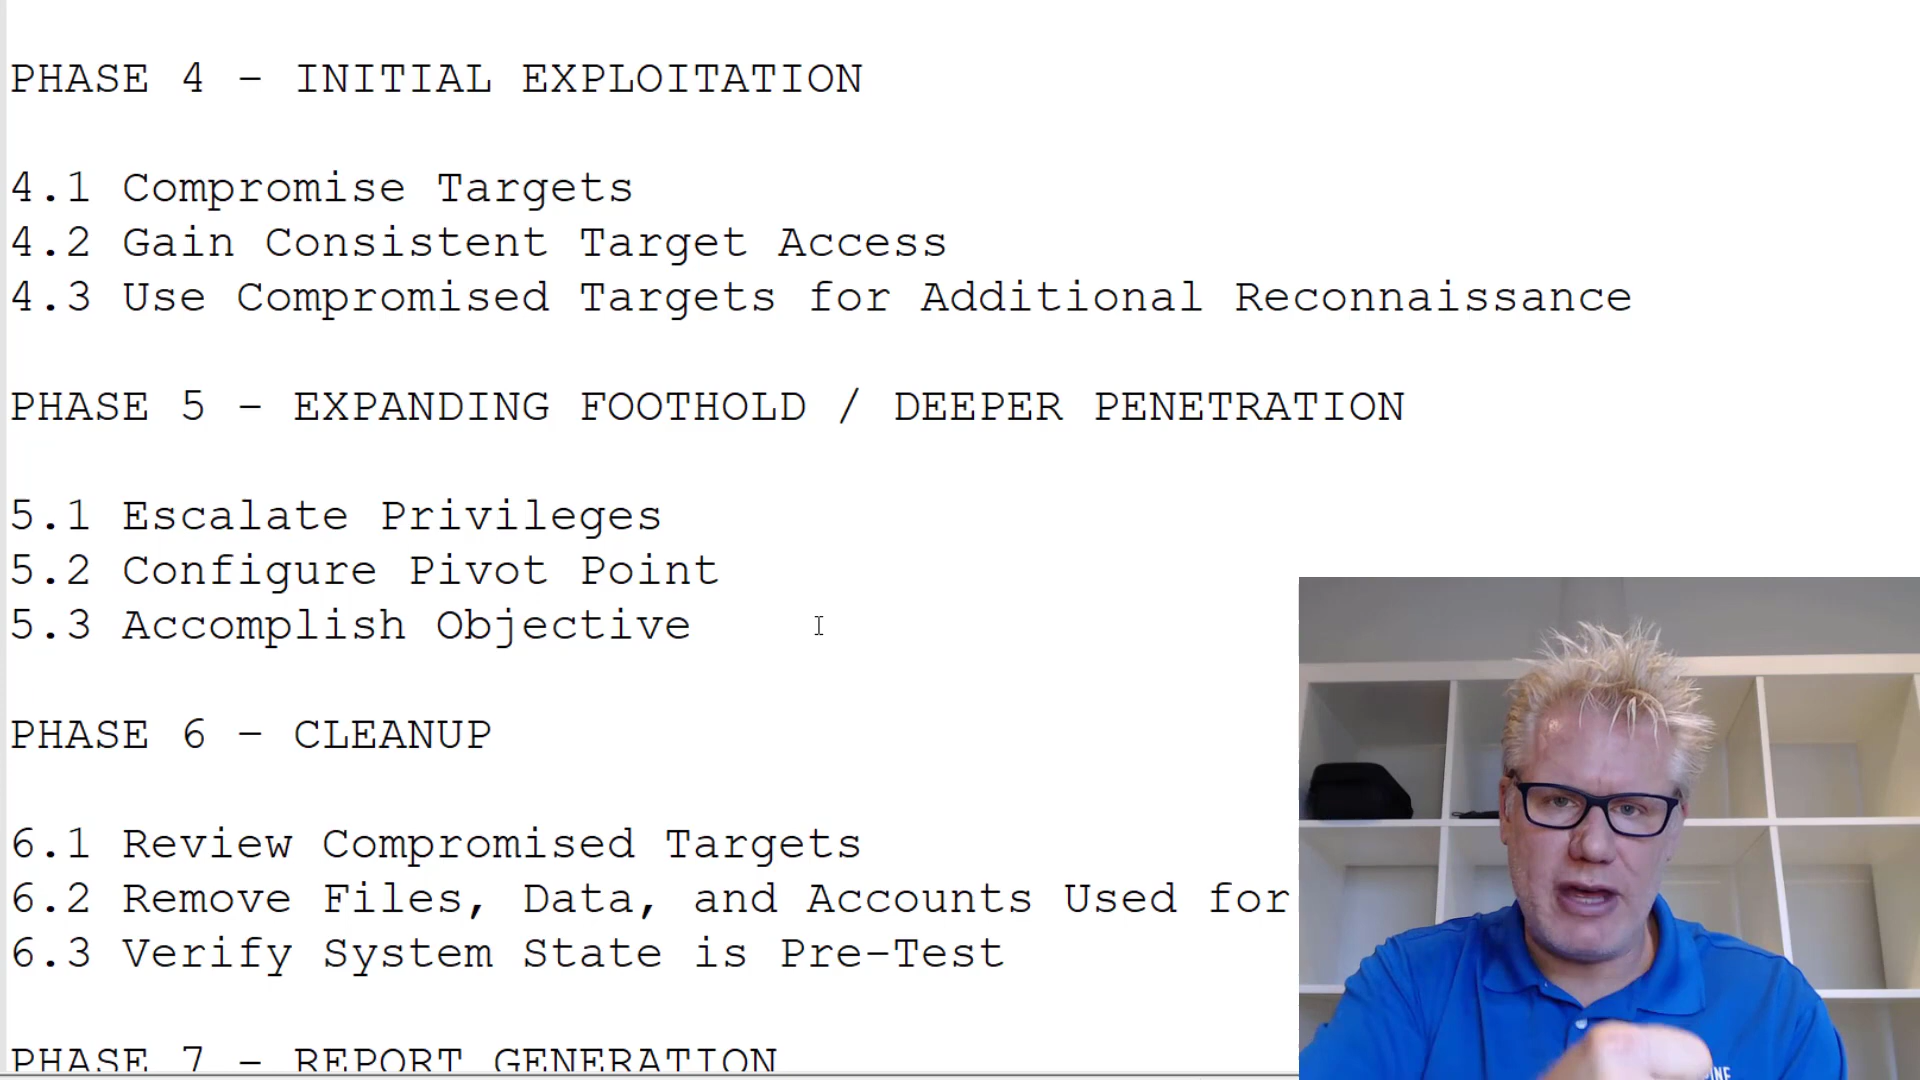 PHASE 4 – INITIAL EXPLOITATION
4.1 Compromise Targets
4.2 Gain Consistent Target Access
4.3 Use Compromised Targets for Additional Reconnaissance
PHASE 5 – EXPANDING FOOTHOLD / DEEPER PENETRATION
5.1 Escalate Privileges
5.2 Configure Pivot Point
5.3 Accomplish Objective
PHASE 6 – CLEANUP
6.1 Review Compromised Targets
6.2 Remove Files, Data, and Accounts Used for
6.3 Verify System State is Pre-Test
PHASE 7 – REPORT GENERATION